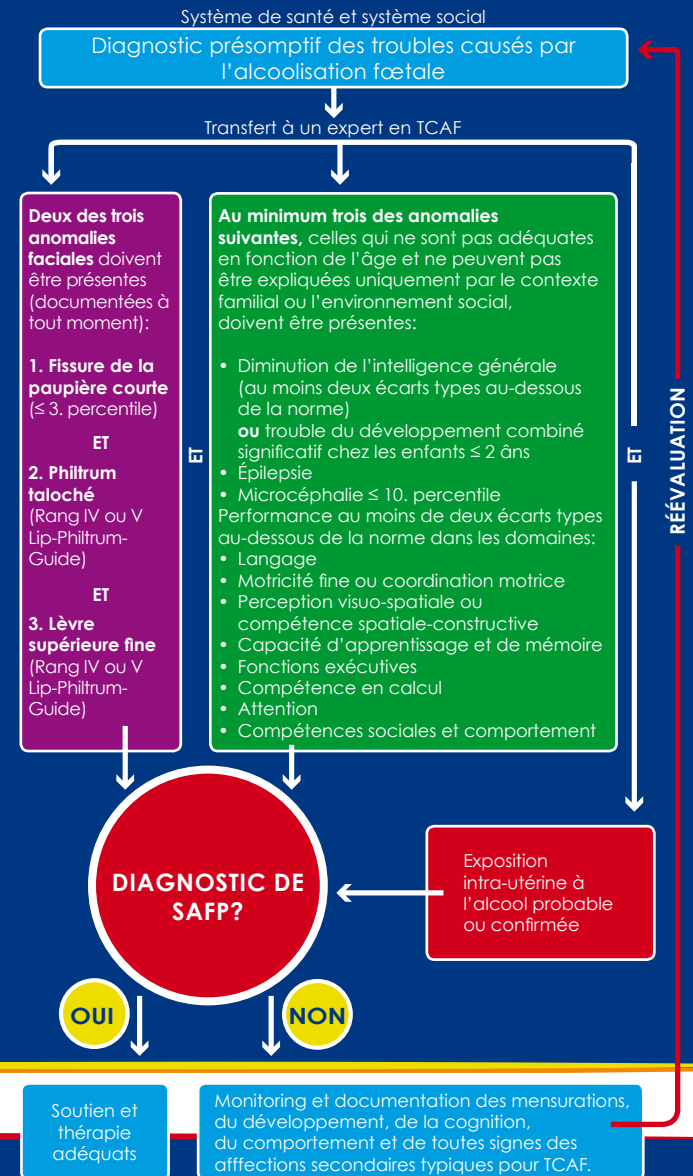 Système de santé et système social
Diagnostic présomptif des troubles causés par
l'alcoolisation fœtale
Transfert à un expert en TCAF
Deux des trois
anomalies
faciales doivent
être présentes
(documentées à
tout moment):
1. Fissure de la
paupière courte
(≤ 3. percentile)
ET
2. Philtrum
taloché
(Rang IV ou V
Lip-Philtrum-
Guide)
ET
3. Lèvre
supérieure fine
(Rang IV ou V
Lip-Philtrum-
Guide)
ET
Au minimum trois des anomalies
suivantes, celles qui ne sont pas adéquates
en fonction de l'âge et ne peuvent pas
être expliquées uniquement par le contexte
familial ou l'environnement social,
doivent être présentes:
• Diminution de l'intelligence générale
(au moins deux écarts types au-dessous
de la norme)
ou trouble du développement combiné
significatif chez les enfants ≤ 2 âns
• Épilepsie
• Microcéphalie ≤ 10. percentile
Performance au moins de deux écarts types
au-dessous de la norme dans les domaines:
• Langage
• Motricité fine ou coordination motrice
• Perception visuo-spatiale ou
compétence spatiale-constructive
• Capacité d'apprentissage et de mémoire
• Fonctions exécutives
• Compétence en calcul
• Attention
• Compétences sociales et comportement
ET
RÉÉVALUATION
DIAGNOSTIC DE
SAFP?
Exposition
intra-utérine à
l'alcool probable
ou confirmée
OUI
NON
Soutien et
thérapie
adéquats
Monitoring et documentation des mensurations,
du développement, de la cognition,
du comportement et de toutes signes des
afffections secondaires typiques pour TCAF.